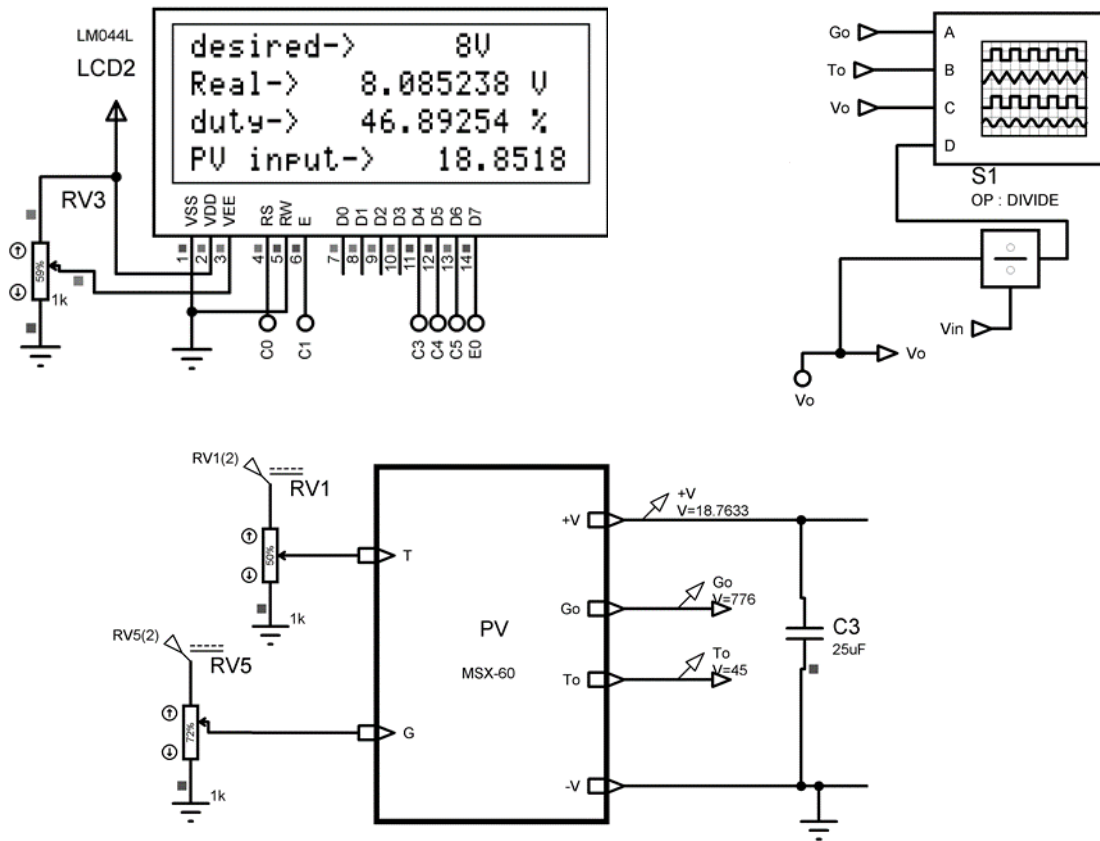 LM044L
LCD2
desired-> 8V
Real-> 8.085238 V
duty-> 46.89254 %
PV input-> 18.8518
VSS VDD VEE RS RW E D0 D1 D2 D3 D4 D5 D6 D7
1 2 3 4 5 6 7 8 9 10 11 12 13 14
C0 C1 C3 C4 C5 E0
RV3
59%
1k
Go
To
Vo
A
B
C
D
S1
OP : DIVIDE
Vin
Vo
Vo
RV1(2)
RV1
50%
1k
RV5(2)
RV5
72%
1k
T
G
PV
MSX-60
+V
Go
To
-V
+V
V=18.7633
Go
V=776
To
V=45
C3
25uF